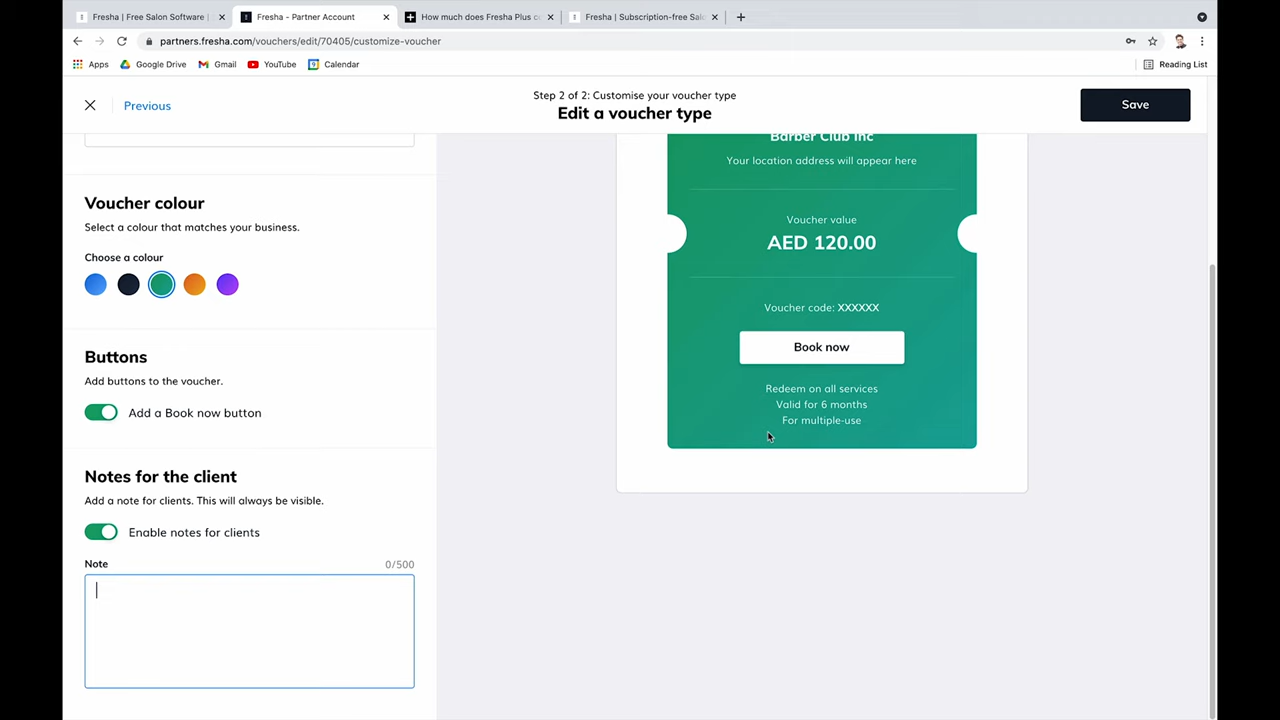 Fresha | Free Salon Software |
Fresha - Partner Account
How much does Fresha Plus c
Fresha | Subscription-free Sal
partners.fresha.com/vouchers/edit/70405/customize-voucher
Apps
Google Drive
Gmail
YouTube
Calendar
Reading List
Previous
Step 2 of 2: Customise your voucher type
Edit a voucher type
Save
Voucher colour
Select a colour that matches your business.
Choose a colour
Buttons
Add buttons to the voucher.
Add a Book now button
Notes for the client
Add a note for clients. This will always be visible.
Enable notes for clients
Note
0/500
Barber Club Inc
Your location address will appear here
Voucher value
AED 120.00
Voucher code: XXXXXX
Book now
Redeem on all services
Valid for 6 months
For multiple-use